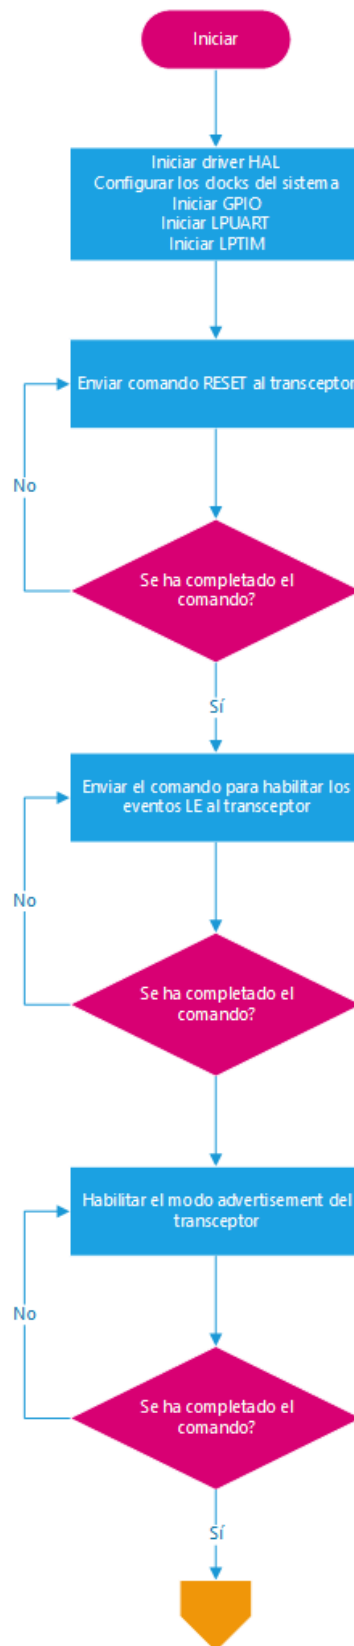 Iniciar
Iniciar driver HAL
Configurar los clocks del sistema
Iniciar GPIO
Iniciar LPUART
Iniciar LPTIM
Enviar comando RESET al transceptor
No
Se ha completado el
comando?
Sí
Enviar el comando para habilitar los
eventos LE al transceptor
No
Se ha completado el
comando?
Habilitar el modo advertisement del
transceptor
No
Se ha completado el
comando?
Sí